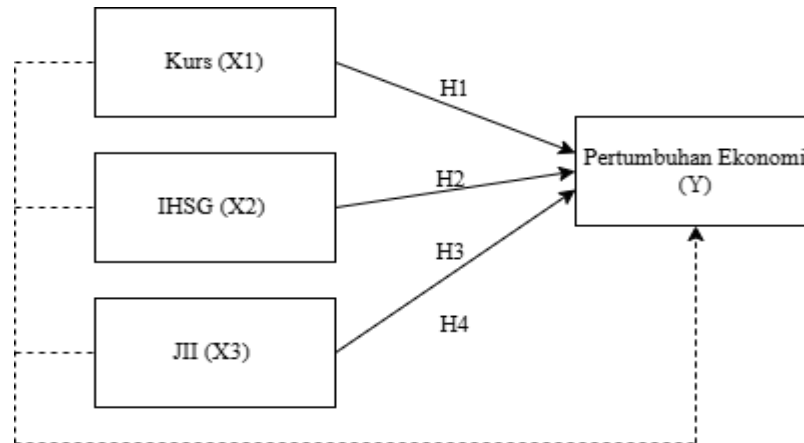 Kurs (X1)
H1
Pertumbuhan Ekonomi
(Y)
IHSG (X2)
H2
H3
H4
JII (X3)